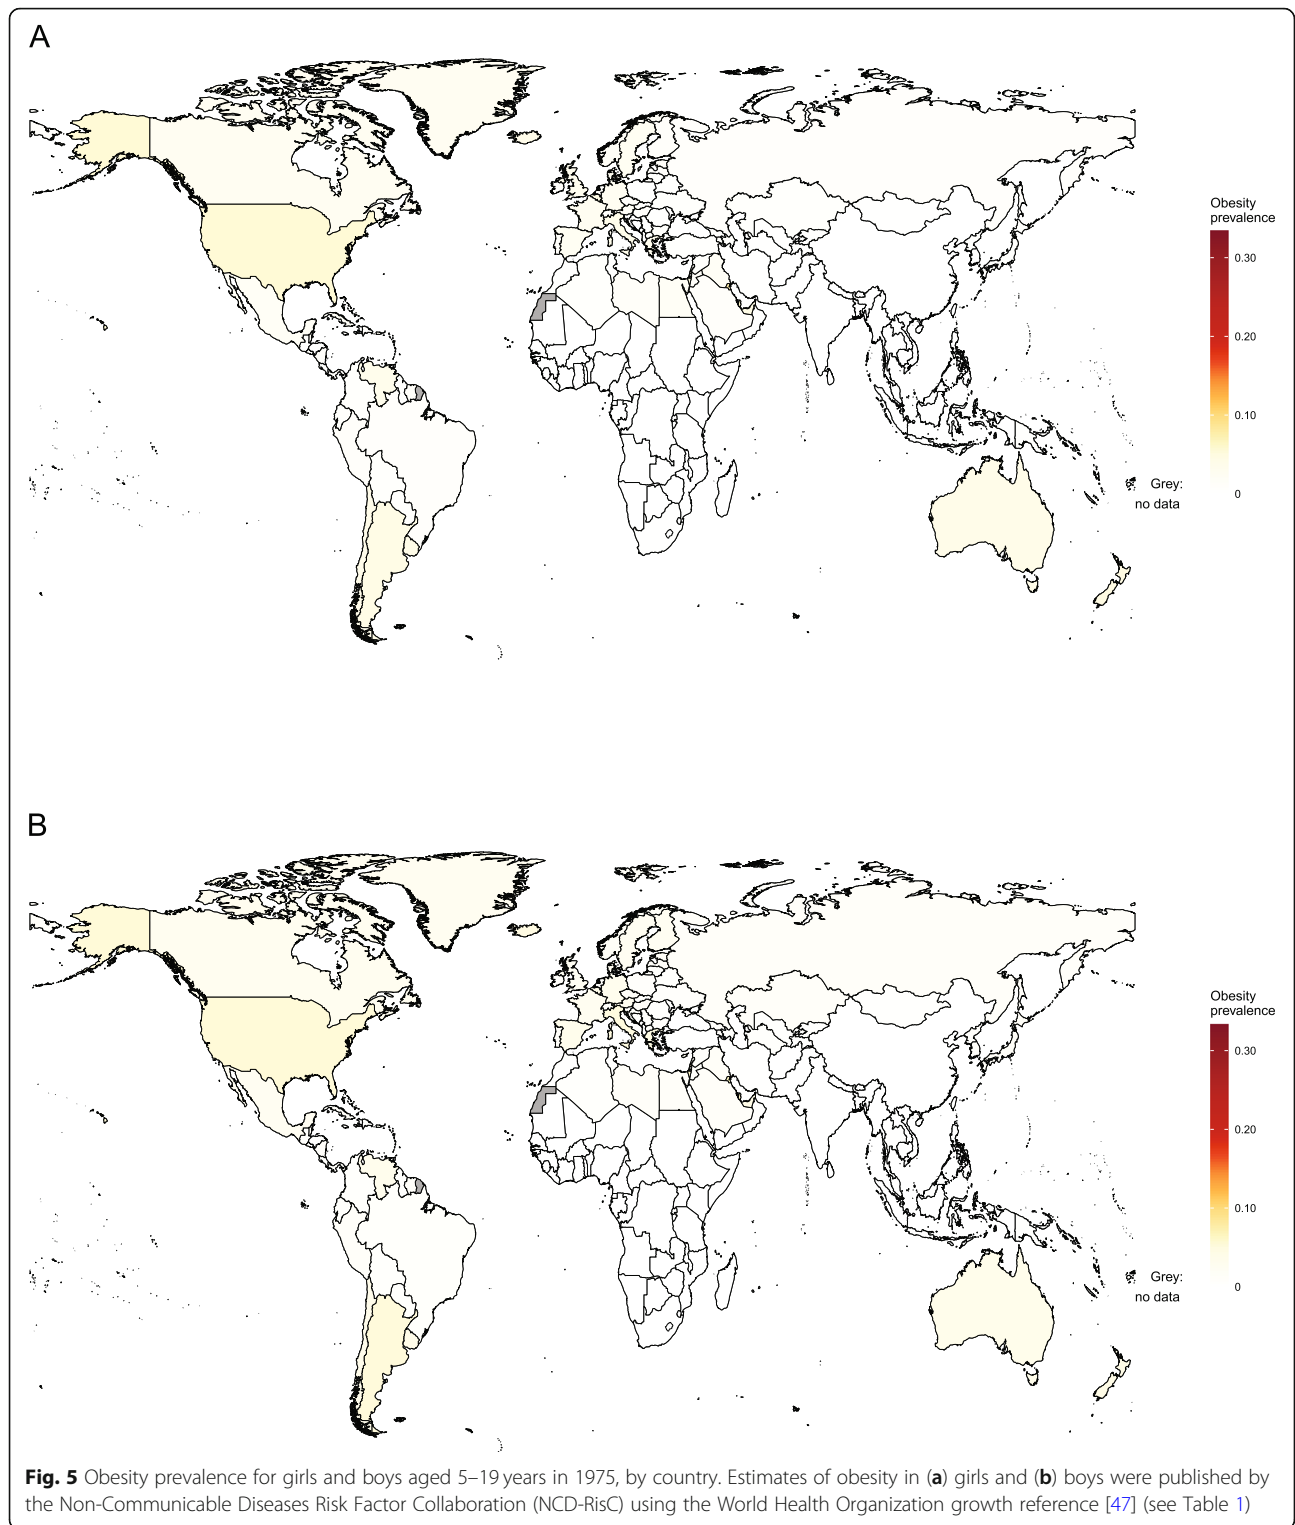 A
Obesity
prevalence
0.30
0.20
0.10
0
Grey:
no data
B
Obesity
prevalence
0.30
0.20
0.10
0
Grey:
no data
Fig. 5 Obesity prevalence for girls and boys aged 5–19 years in 1975, by country. Estimates of obesity in (a) girls and (b) boys were published by
the Non-Communicable Diseases Risk Factor Collaboration (NCD-RisC) using the World Health Organization growth reference [47] (see Table 1)